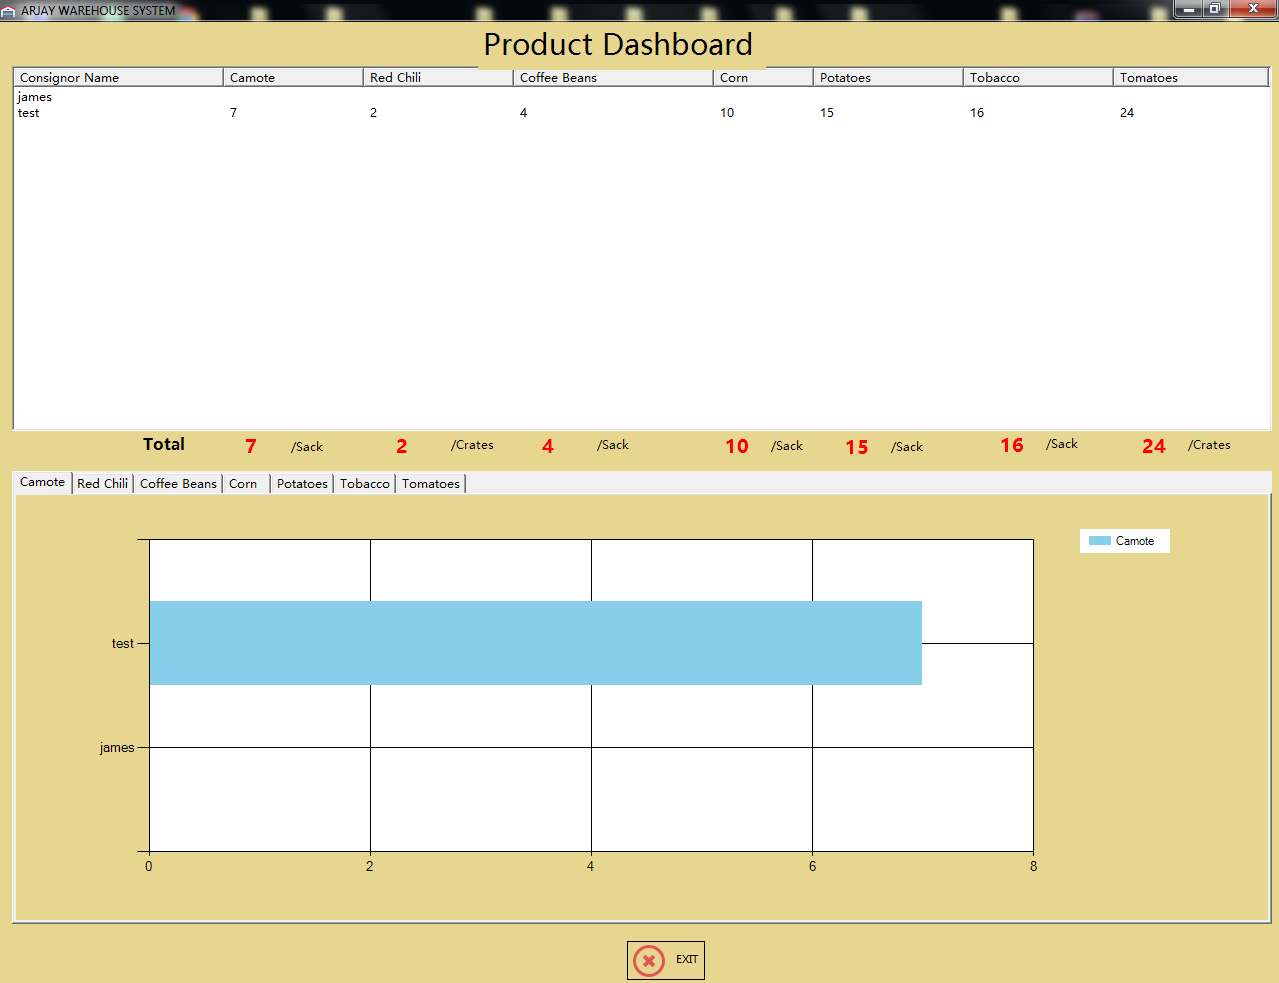 ARJAY WAREHOUSE SYSTEM
Product Dashboard
Consignor Name Camote Red Chili Coffee Beans Corn Potatoes Tobacco Tomatoes
james
test 7 2 4 10 15 16 24
Total 7 /Sack 2 /Crates 4 /Sack 10 /Sack 15 /Sack 16 /Sack 24 /Crates
Camote Red Chili Coffee Beans Corn Potatoes Tobacco Tomatoes
Camote
test
james
0 2 4 6 8
EXIT